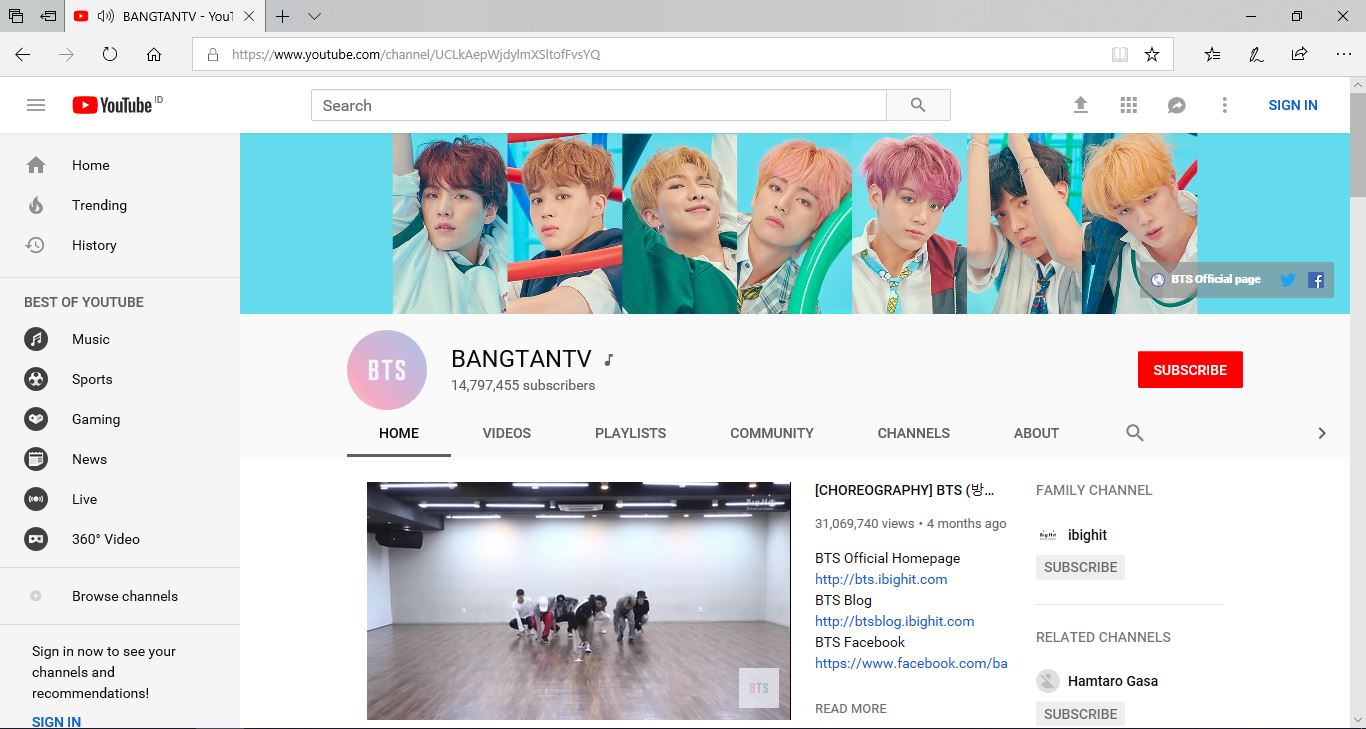 BANGTANTV - YouT
https://www.youtube.com/channel/UCLkAepWjdylmXSltofFvsYQ
YouTube ID
Search
SIGN IN
Home
Trending
History
BEST OF YOUTUBE
Music
Sports
Gaming
News
Live
360° Video
Browse channels
Sign in now to see your
channels and
recommendations!
SIGN IN
BTS Official page
BTS
BANGTANTV
14,797,455 subscribers
SUBSCRIBE
HOME
VIDEOS
PLAYLISTS
COMMUNITY
CHANNELS
ABOUT
BigHit
Entertainment
BTS
[CHOREOGRAPHY] BTS (방...
31,069,740 views • 4 months ago
BTS Official Homepage
http://bts.ibighit.com
BTS Blog
http://btsblog.ibighit.com
BTS Facebook
https://www.facebook.com/ba
READ MORE
FAMILY CHANNEL
BigHit
ibighit
SUBSCRIBE
RELATED CHANNELS
Hamtaro Gasa
SUBSCRIBE